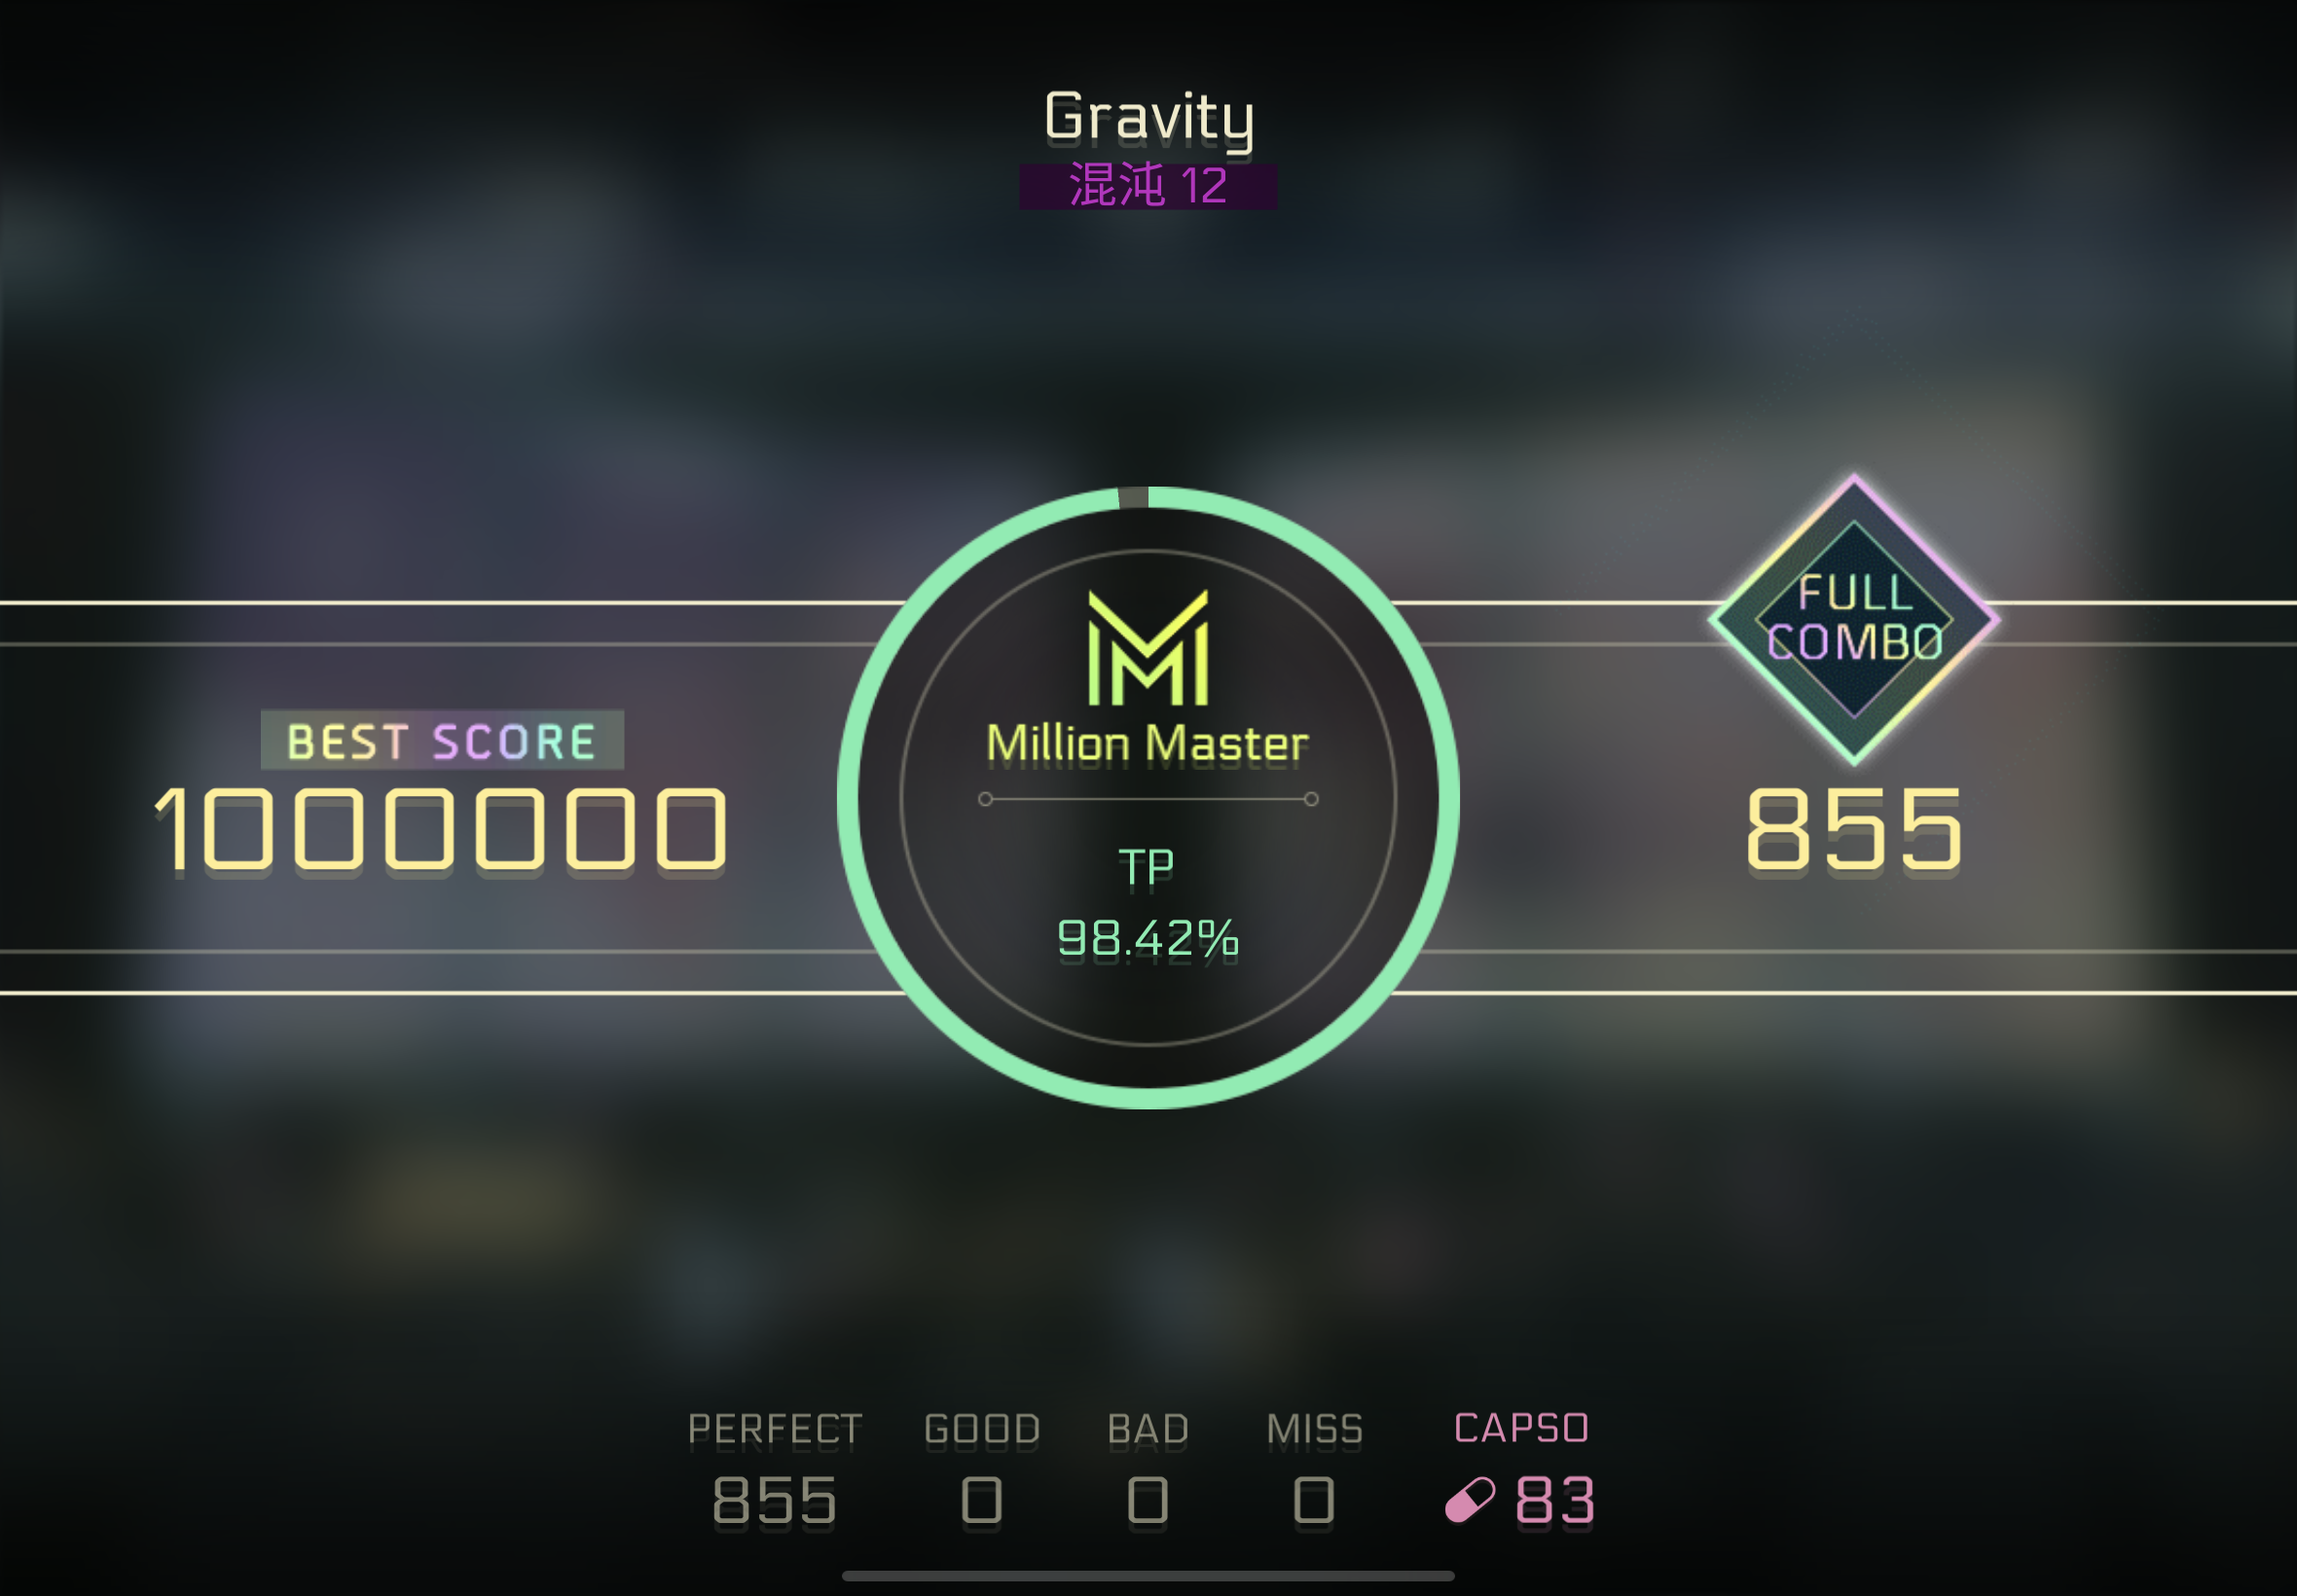 Gravity
混沌 12
BEST SCORE
1000000
Million Master
TP
98.42%
FULL
COMBO
855
PERFECT GOOD BAD MISS CAPSO
855 0 0 0 83